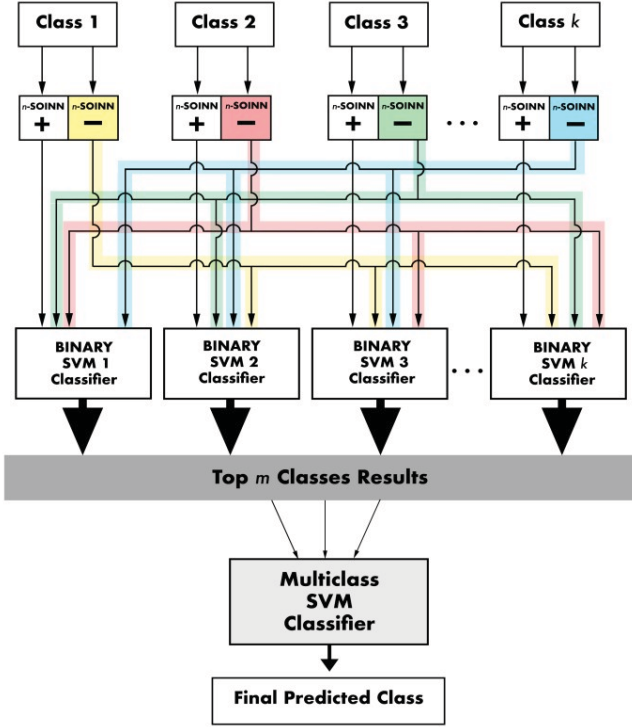 Class 1
Class 2
Class 3
Class k
n-SOINN n-SOINN
+ −
n-SOINN n-SOINN
+ −
n-SOINN n-SOINN
+ −
...
n-SOINN n-SOINN
+ −
BINARY
SVM 1
Classifier
BINARY
SVM 2
Classifier
BINARY
SVM 3
Classifier
...
BINARY
SVM k
Classifier
Top m Classes Results
Multiclass
SVM
Classifier
Final Predicted Class